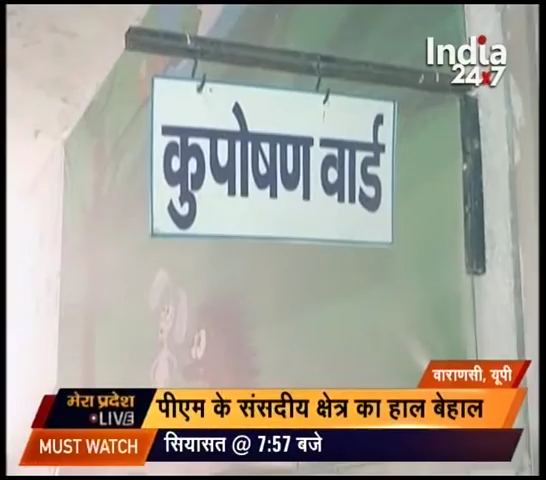 India
24x7
कुपोषण वार्ड
वाराणसी, यूपी
मेरा प्रदेश
LIVE
पीएम के संसदीय क्षेत्र का हाल बेहाल
MUST WATCH
सियासत @ 7:57 बजे